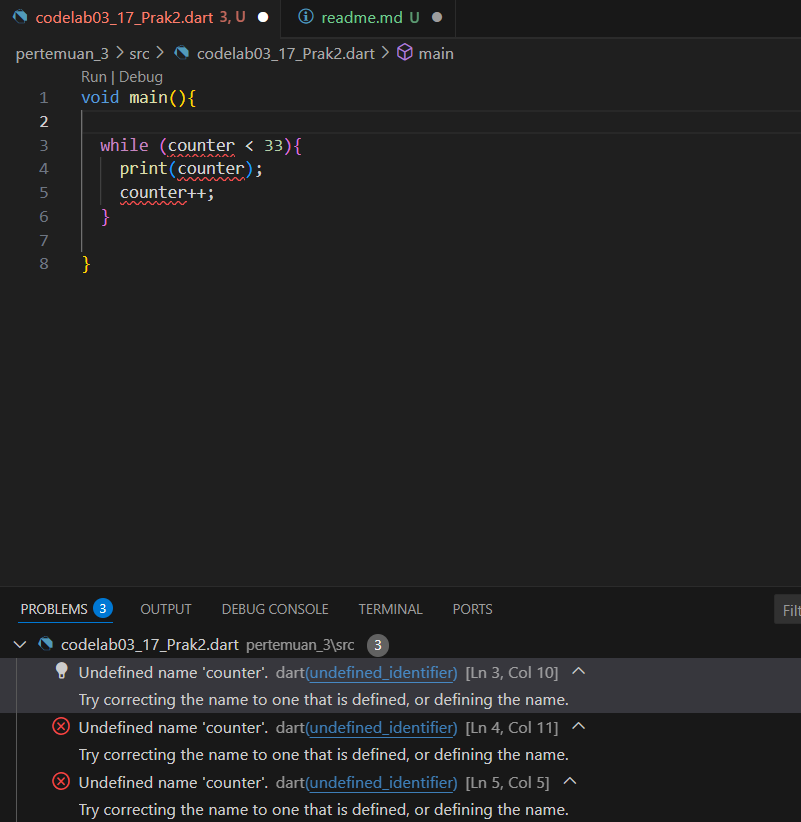 codelab03_17_Prak2.dart 3, U readme.md U
pertemuan_3 > src > codelab03_17_Prak2.dart > main
Run | Debug
1 void main(){
2
3 while (counter < 33){
4 print(counter);
5 counter++;
6 }
7
8 }
PROBLEMS 3 OUTPUT DEBUG CONSOLE TERMINAL PORTS Filt
codelab03_17_Prak2.dart pertemuan_3\src 3
Undefined name 'counter'. dart(undefined_identifier) [Ln 3, Col 10]
Try correcting the name to one that is defined, or defining the name.
Undefined name 'counter'. dart(undefined_identifier) [Ln 4, Col 11]
Try correcting the name to one that is defined, or defining the name.
Undefined name 'counter'. dart(undefined_identifier) [Ln 5, Col 5]
Try correcting the name to one that is defined, or defining the name.